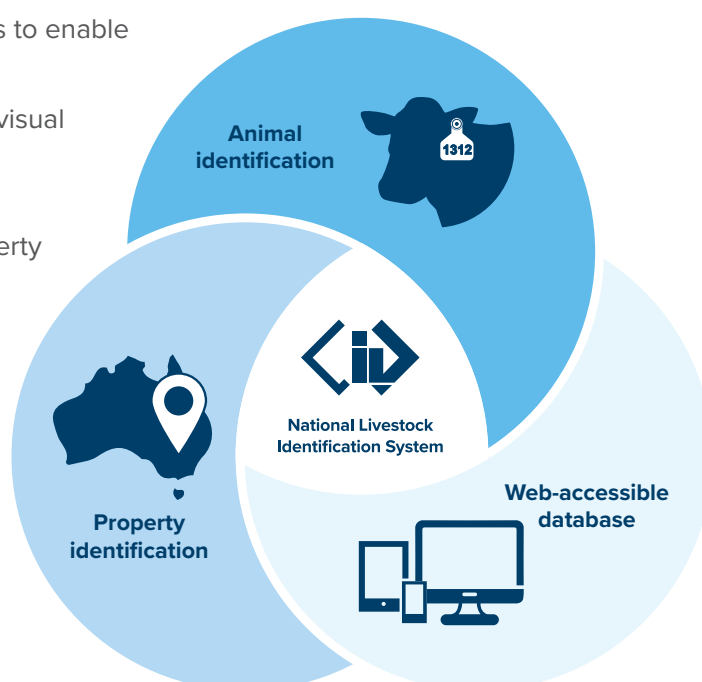 s to enable
visual
erty
Animal
identification
1312
National Livestock
Identification System
Property
identification
Web-accessible
database